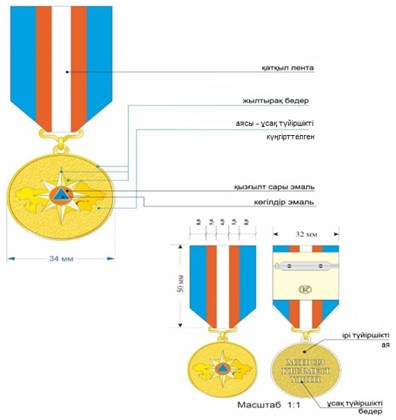 қатқыл лента
жылтырақ бедер
аясы - ұсақ түйіршікті
күңгірттелген
қызғылт сары эмаль
көгілдір эмаль
34 мм
32 мм
50 мм
ірі түйіршікті
ая
ҮШІН
ұсақ түйіршікті
бедер
Масштаб 1:1